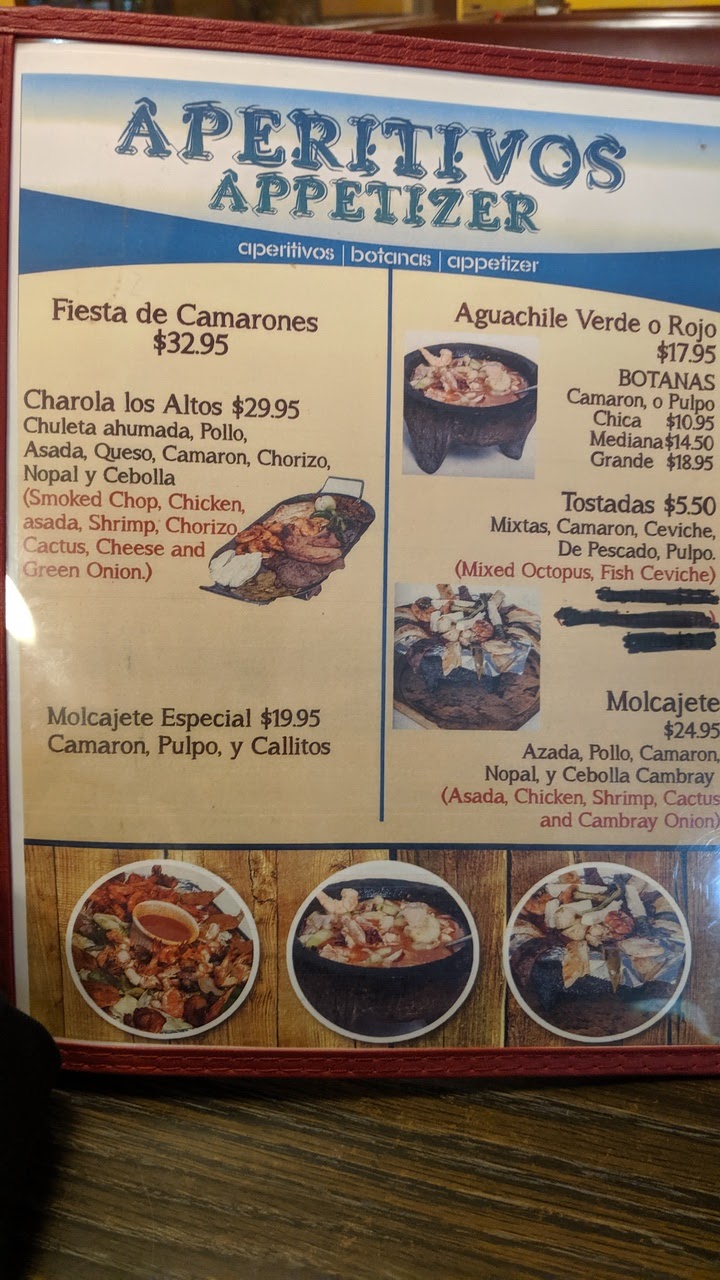 APERITIVOS
APPETIZER
aperitivos | botanas | appetizer
Fiesta de Camarones
$32.95
Charola los Altos $29.95
Chuleta ahumada, Pollo,
Asada, Queso, Camaron, Chorizo,
Nopal y Cebolla
(Smoked Chop, Chicken,
asada, Shrimp, Chorizo
Cactus, Cheese and
Green Onion.)
Molcajete Especial $19.95
Camaron, Pulpo, y Callitos
Aguachile Verde o Rojo
$17.95
BOTANAS
Camaron, o Pulpo
Chica $10.95
Mediana $14.50
Grande $18.95
Tostadas $5.50
Mixtas, Camaron, Ceviche,
De Pescado, Pulpo.
(Mixed Octopus, Fish Ceviche)
Molcajete
$24.95
Azada, Pollo, Camaron,
Nopal, y Cebolla Cambray
(Asada, Chicken, Shrimp, Cactus
and Cambray Onion)